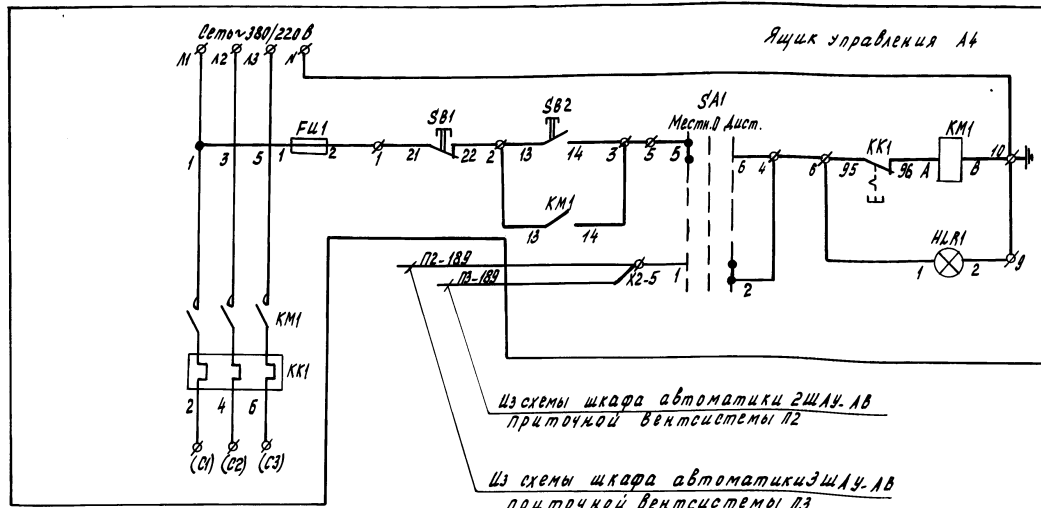 Сеть ~ 380/220 В
Ящик управления А4
Л1 Л2 Л3 N
SA1
Местн. 0 Дист.
SB1 SB2
FU1
KK1 KM1
1 3 5 1 2 1 21 22 2 13 14 3 5 5 6 4 6 95 96 А В 10
KM1
13 14
HLR1
1 2 9
П2-189
П3-189
Х2-5 1 2
KM1
KK1
2 4 6
(С1) (С2) (С3)
Из схемы шкафа автоматики 2ШАУ-АВ
приточной вентсистемы П2
Из схемы шкафа автоматики 3ШАУ-АВ
приточной вентсистемы П3